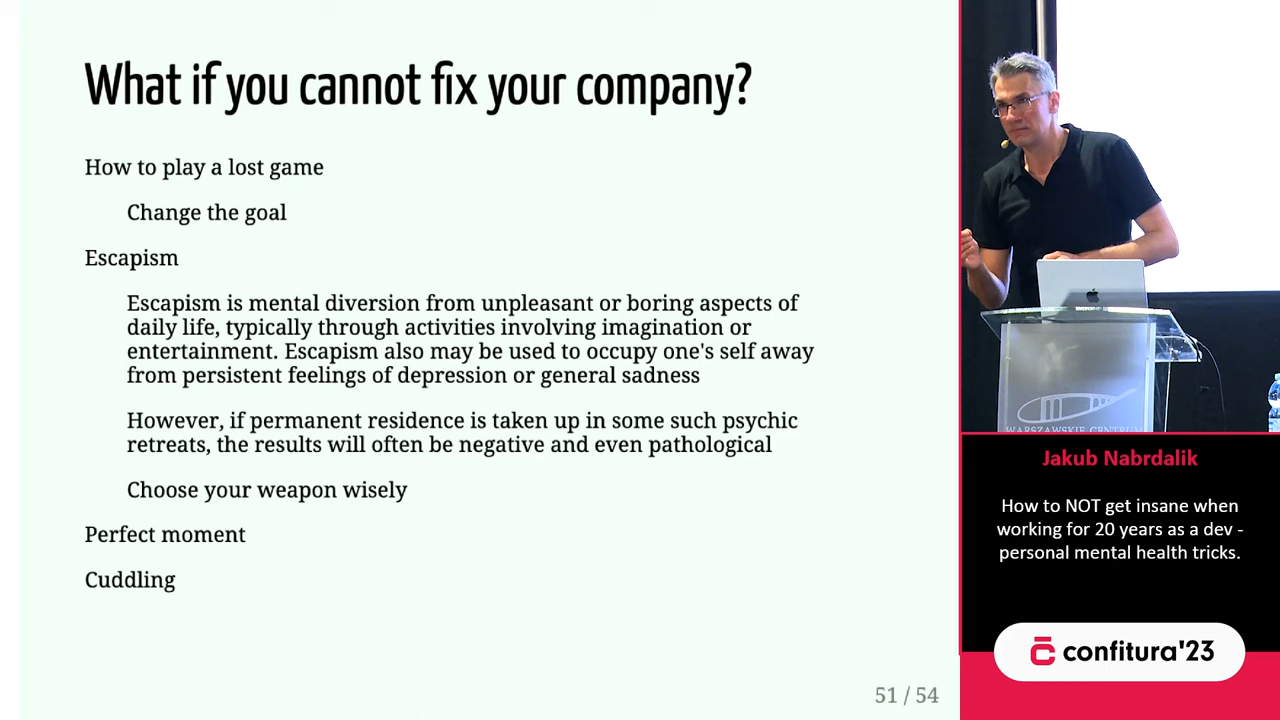 What if you cannot fix your company?
How to play a lost game
Change the goal
Escapism
Escapism is mental diversion from unpleasant or boring aspects of
daily life, typically through activities involving imagination or
entertainment. Escapism also may be used to occupy one's self away
from persistent feelings of depression or general sadness
However, if permanent residence is taken up in some such psychic
retreats, the results will often be negative and even pathological
Choose your weapon wisely
Perfect moment
Cuddling
51 / 54
WARSZAWSKIE CENTRUM
Jakub Nabrdalik
How to NOT get insane when
working for 20 years as a dev -
personal mental health tricks.
confitura'23